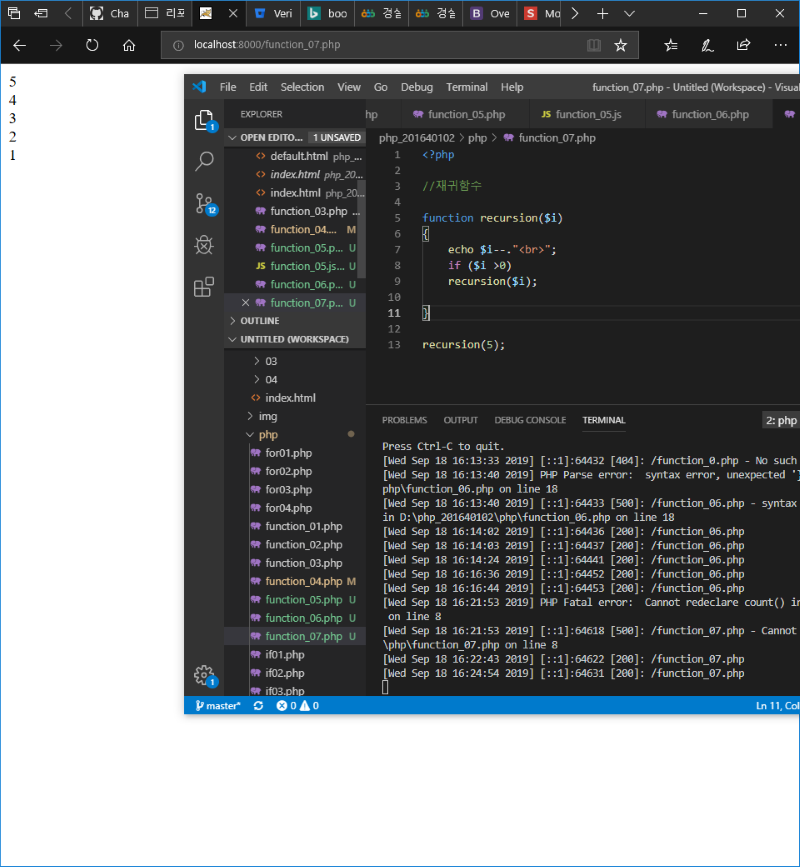 Cha
리포
Veri
boo
경실
경실
B Ove
S Mo
localhost:8000/function_07.php
5
4
3
2
1
File Edit Selection View Go Debug Terminal Help function_07.php - Untitled (Workspace) - Visual
EXPLORER
OPEN EDITO... 1 UNSAVED
default.html php_...
index.html php_20...
index.html php_20...
function_03.php ...
function_04.... M
function_05.p... U
JS function_05.js... U
function_06.p... U
function_07.p... U
OUTLINE
UNTITLED (WORKSPACE)
03
04
index.html
img
php
for01.php
for02.php
for03.php
for04.php
function_01.php
function_02.php
function_03.php
function_04.php M
function_05.php U
function_06.php U
function_07.php U
if01.php
if02.php
if03.php
1
12
1
hp function_05.php JS function_05.js function_06.php
php_201640102 > php > function_07.php
1 <?php
2
3 //재귀함수
4
5 function recursion($i)
6 {
7 echo $i--."<br>";
8 if ($i >0)
9 recursion($i);
10
11 }
12
13 recursion(5);
PROBLEMS OUTPUT DEBUG CONSOLE TERMINAL 2: php
Press Ctrl-C to quit.
[Wed Sep 18 16:13:33 2019] [::1]:64432 [404]: /function_0.php - No such
[Wed Sep 18 16:13:40 2019] PHP Parse error:  syntax error, unexpected '}
php\function_06.php on line 18
[Wed Sep 18 16:13:40 2019] [::1]:64433 [500]: /function_06.php - syntax
in D:\php_201640102\php\function_06.php on line 18
[Wed Sep 18 16:14:02 2019] [::1]:64436 [200]: /function_06.php
[Wed Sep 18 16:14:03 2019] [::1]:64437 [200]: /function_06.php
[Wed Sep 18 16:14:24 2019] [::1]:64441 [200]: /function_06.php
[Wed Sep 18 16:16:36 2019] [::1]:64452 [200]: /function_06.php
[Wed Sep 18 16:16:44 2019] [::1]:64453 [200]: /function_06.php
[Wed Sep 18 16:21:53 2019] PHP Fatal error:  Cannot redeclare count() in
on line 8
[Wed Sep 18 16:21:53 2019] [::1]:64618 [500]: /function_07.php - Cannot
\php\function_07.php on line 8
[Wed Sep 18 16:22:43 2019] [::1]:64622 [200]: /function_07.php
[Wed Sep 18 16:24:54 2019] [::1]:64631 [200]: /function_07.php
master* 0 0 Ln 11, Col